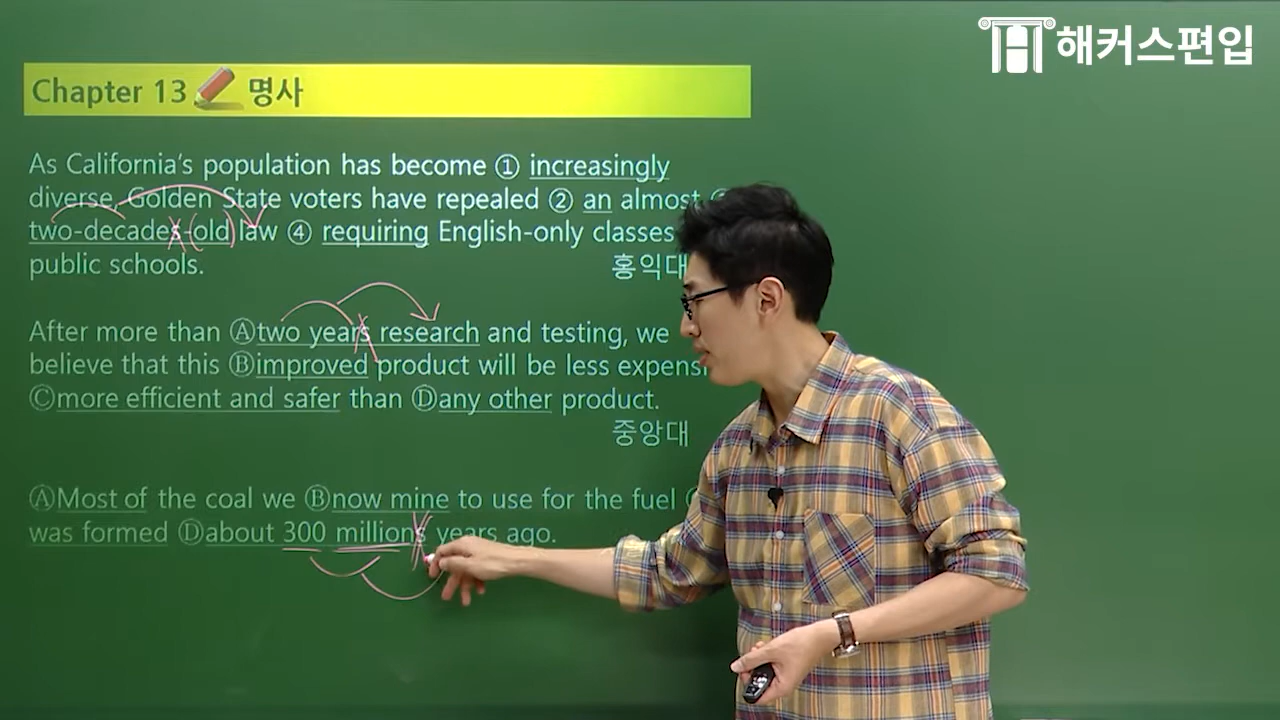 해커스편입
Chapter 13 명사
As California's population has become ① increasingly
diverse, Golden State voters have repealed ② an almost
two-decades-old law ④ requiring English-only classes
public schools.
홍익대
After more than Ⓐtwo years research and testing, we
believe that this Ⓑimproved product will be less
Ⓒmore efficient and safer than Ⓓany other product.
중앙대
ⒶMost of the coal we Ⓑnow mine to use for the fuel
was formed Ⓓabout 300 millions years ago.